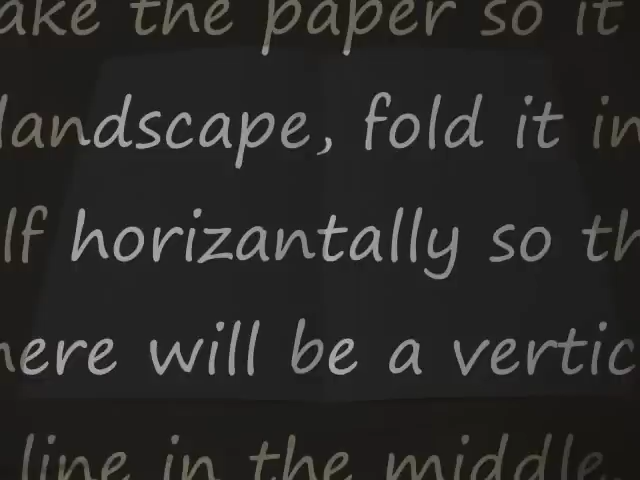 ake the paper so it
landscape, fold it in
lf horizantally so th
here will be a vertic
line in the middle.